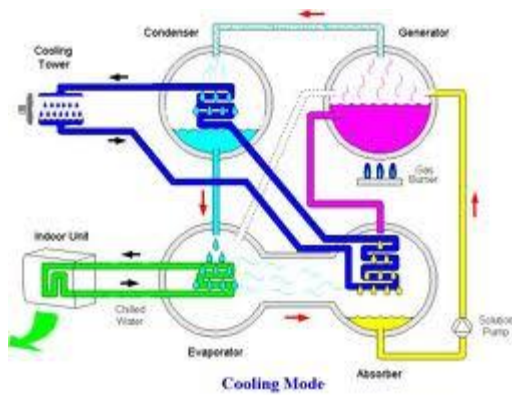 Condenser
Generator
Cooling
Tower
Gas
Burner
Indoor Unit
Chilled
Water
Solution
Pump
Evaporator
Absorber
Cooling Mode